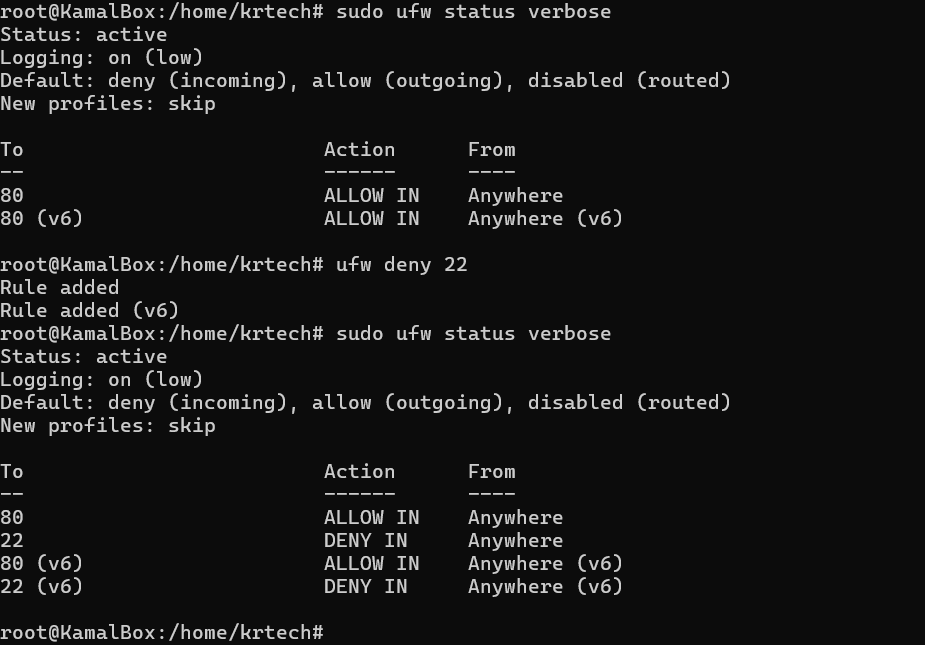 root@KamalBox:/home/krtech# sudo ufw status verbose
Status: active
Logging: on (low)
Default: deny (incoming), allow (outgoing), disabled (routed)
New profiles: skip

To                         Action      From
--                         ------      ----
80                         ALLOW IN    Anywhere
80 (v6)                    ALLOW IN    Anywhere (v6)

root@KamalBox:/home/krtech# ufw deny 22
Rule added
Rule added (v6)
root@KamalBox:/home/krtech# sudo ufw status verbose
Status: active
Logging: on (low)
Default: deny (incoming), allow (outgoing), disabled (routed)
New profiles: skip

To                         Action      From
--                         ------      ----
80                         ALLOW IN    Anywhere
22                         DENY IN     Anywhere
80 (v6)                    ALLOW IN    Anywhere (v6)
22 (v6)                    DENY IN     Anywhere (v6)

root@KamalBox:/home/krtech#